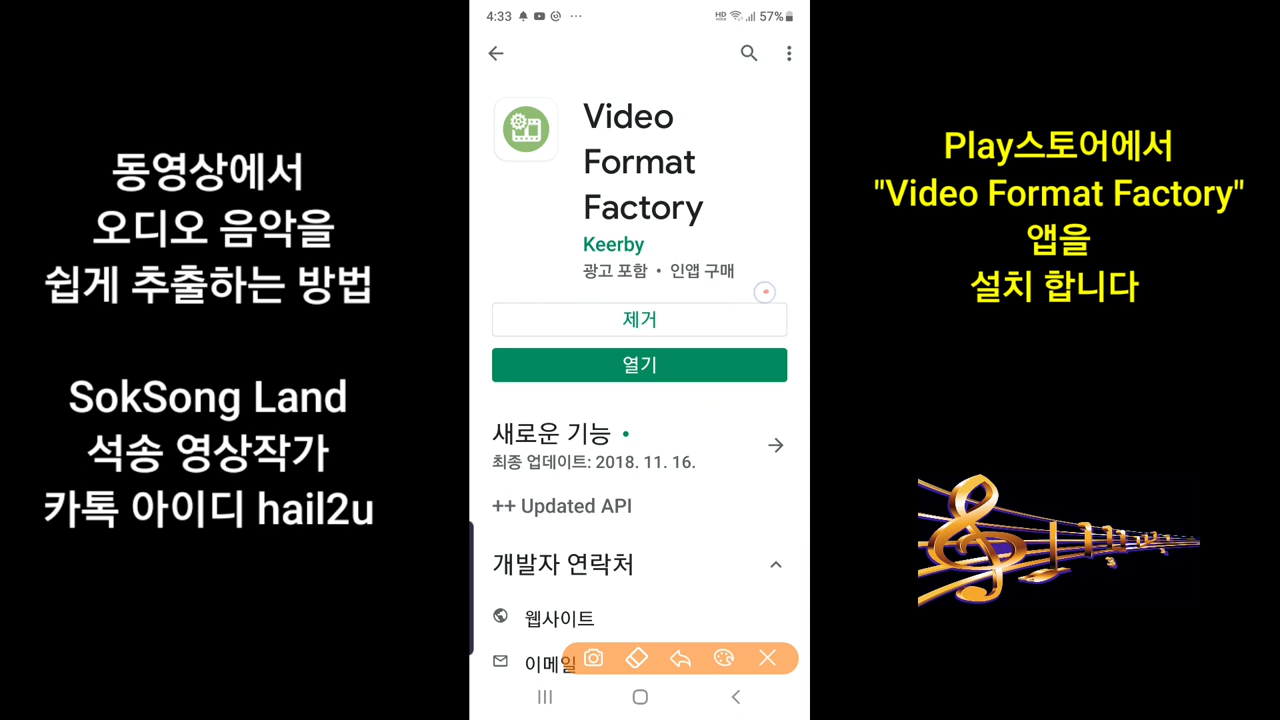 동영상에서
오디오 음악을
쉽게 추출하는 방법
SokSong Land
석송 영상작가
카톡 아이디 hail2u
4:33
HD
57%
Video
Format
Factory
Keerby
광고 포함 • 인앱 구매
제거
열기
새로운 기능 •
최종 업데이트: 2018. 11. 16.
++ Updated API
개발자 연락처
웹사이트
이메일
Play스토어에서
"Video Format Factory"
앱을
설치 합니다